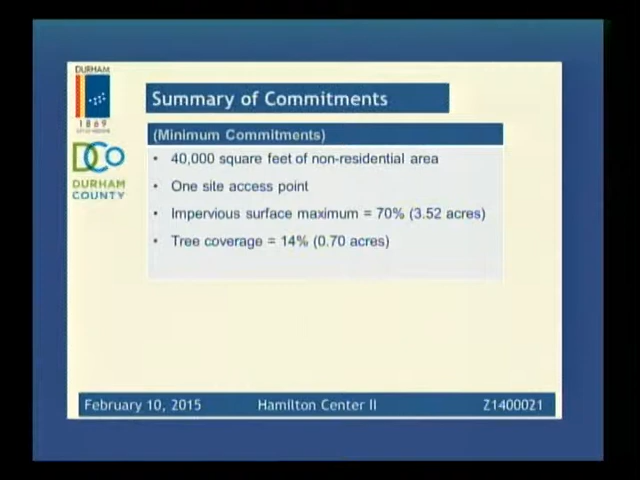 DURHAM
1869
DCO
DURHAM
COUNTY
Summary of Commitments
(Minimum Commitments)
• 40,000 square feet of non-residential area
• One site access point
• Impervious surface maximum = 70% (3.52 acres)
• Tree coverage = 14% (0.70 acres)
February 10, 2015
Hamilton Center II
Z1400021